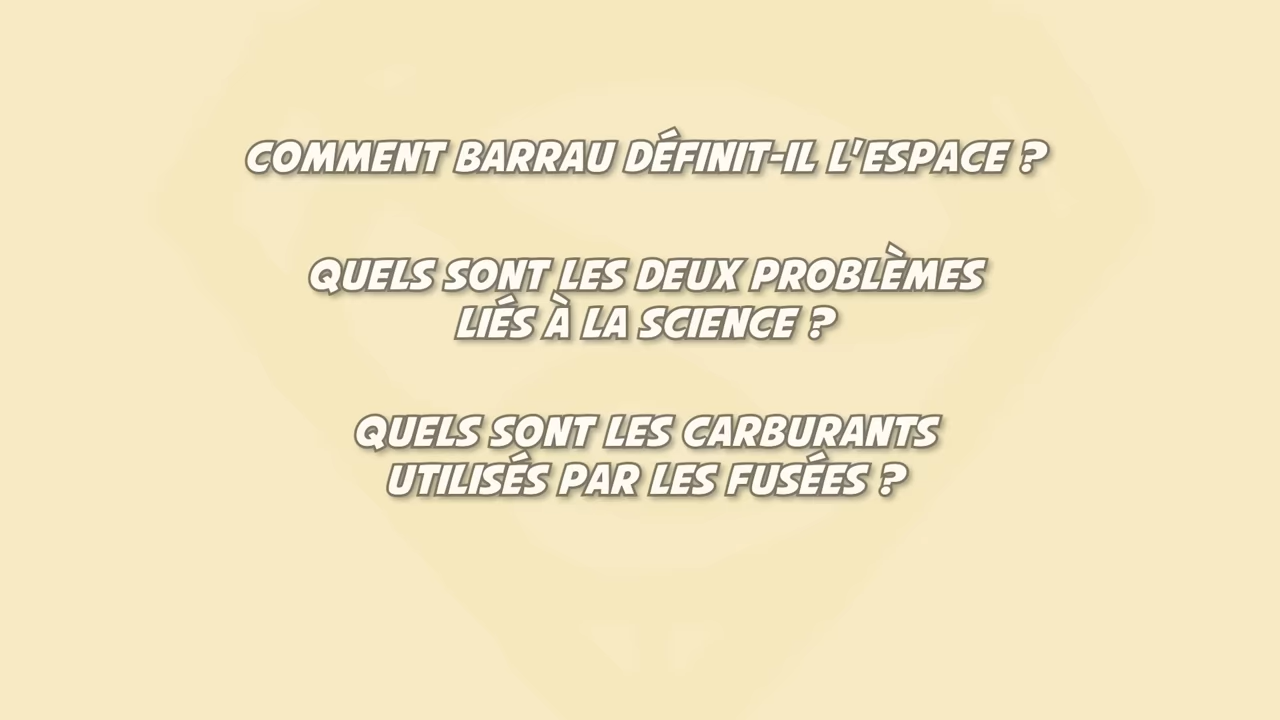 COMMENT BARRAU DÉFINIT-IL L'ESPACE ?
QUELS SONT LES DEUX PROBLÈMES
LIÉS À LA SCIENCE ?
QUELS SONT LES CARBURANTS
UTILISÉS PAR LES FUSÉES ?